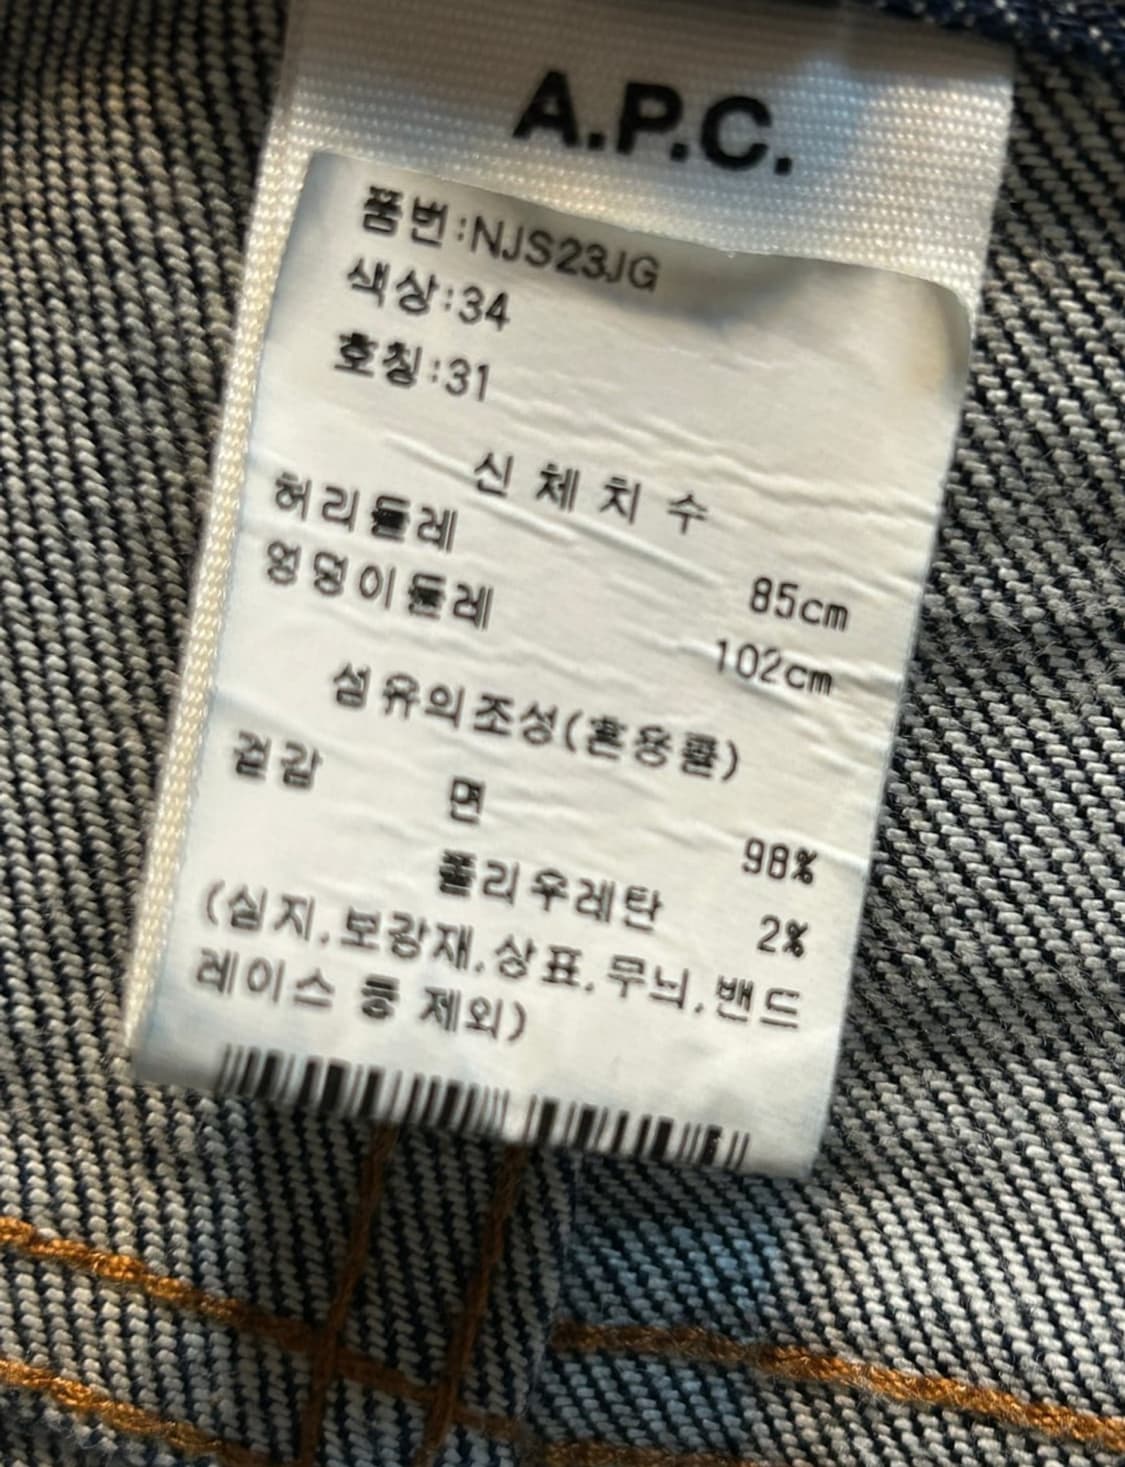 A.P.C.
품번:NJS23JG
색상:34
호칭:31
신체치수
허리둘레 85cm
엉덩이둘레 102cm
섬유의조성(혼용률)
겉감 면 98%
폴리우레탄 2%
(심지,보강재,상표,무늬,밴드
레이스 등 제외)